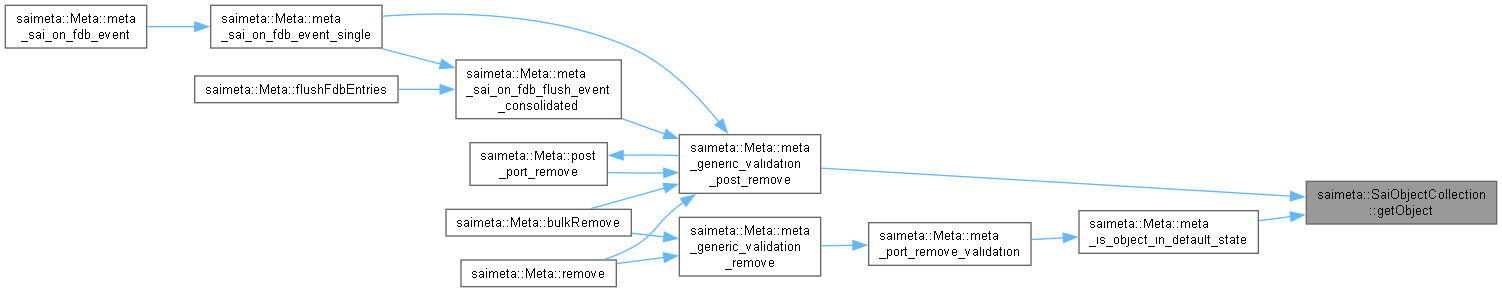 saimeta::Meta::meta
_sai_on_fdb_event
saimeta::Meta::meta
_sai_on_fdb_event_single
saimeta::Meta::flushFdbEntries
saimeta::Meta::meta
_sai_on_fdb_flush_event
_consolidated
saimeta::Meta::post
_port_remove
saimeta::Meta::bulkRemove
saimeta::Meta::remove
saimeta::Meta::meta
_generic_validation
_post_remove
saimeta::Meta::meta
_generic_validation
_remove
saimeta::Meta::meta
_port_remove_validation
saimeta::Meta::meta
_is_object_in_default_state
saimeta::SaiObjectCollection
::getObject